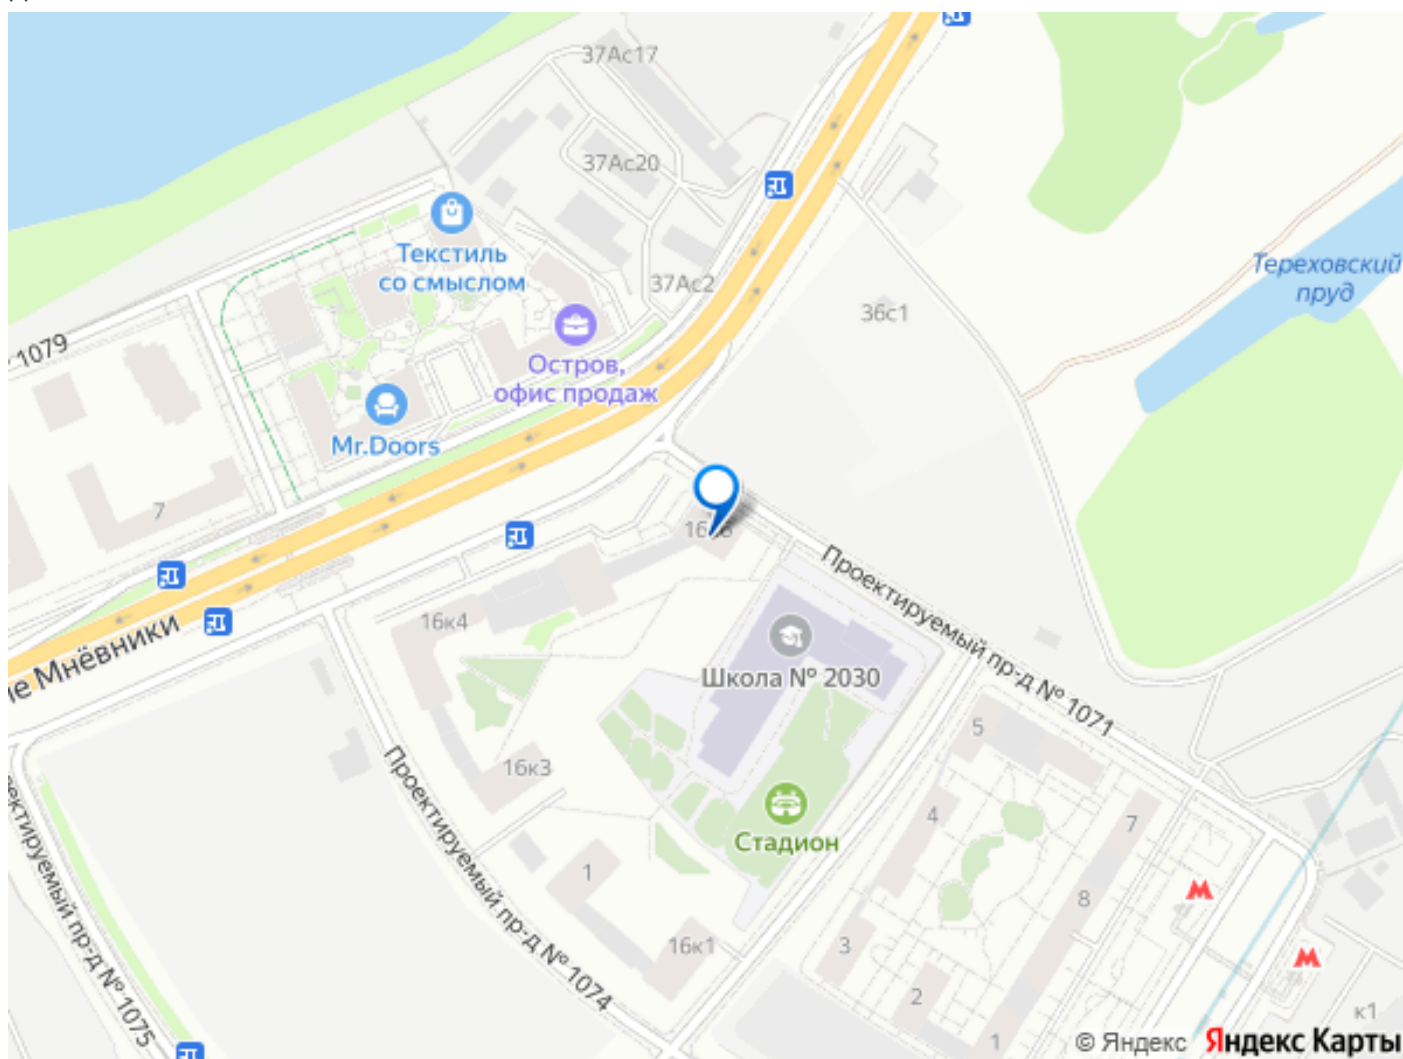 37Ас17
37Ас20
Текстиль
со смыслом
37Ас2
Тереховский
пруд
36с1
1079
Остров,
офис продаж
Mr.Doors
7
16к4
Проектируемый пр-д № 1071
Школа № 2030
Мнёвники
5
16к3
Проектируемый пр-д № 1074
Стадион
4
7
1
8
16к1
3
2
1
пр-д № 1075
к1
© Яндекс Яндекс Карты